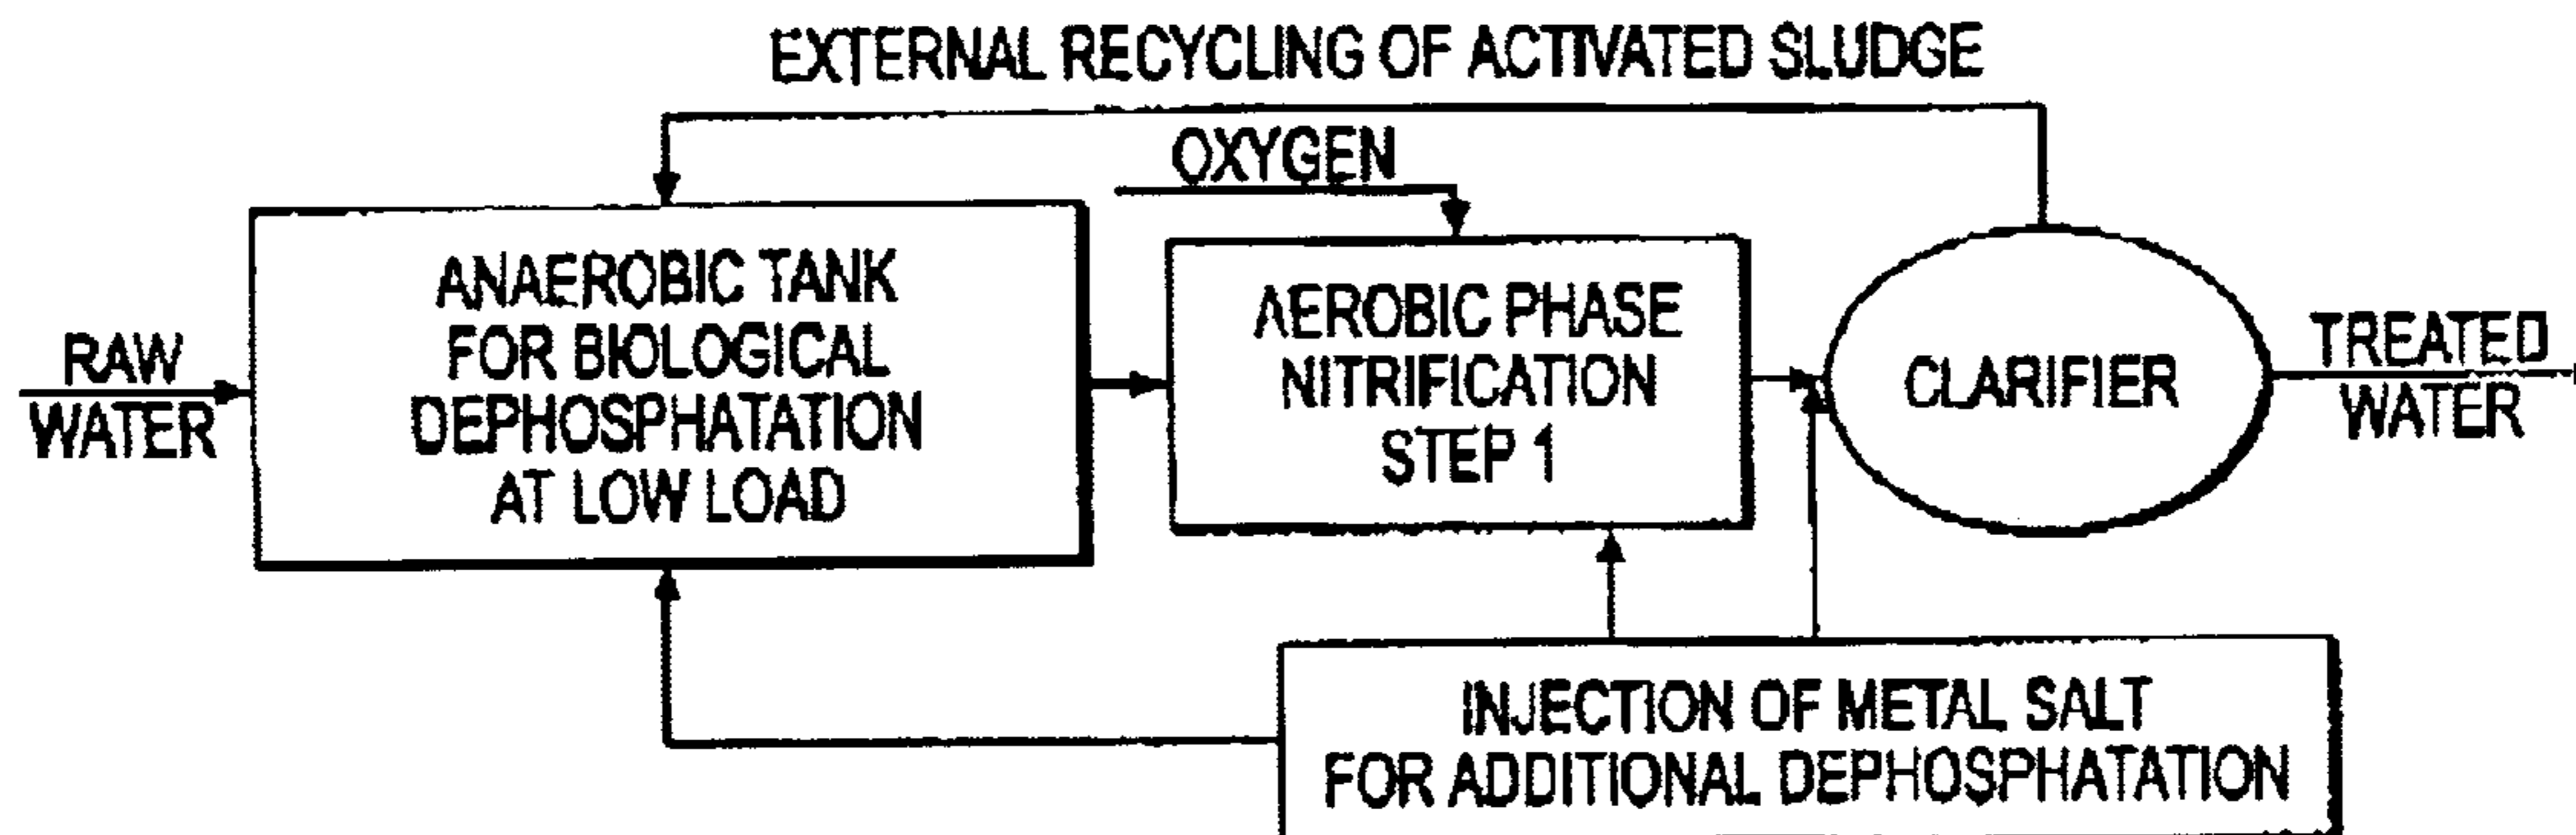 EXTERNAL RECYCLING OF ACTIVATED SLUDGE
OXYGEN
RAW
WATER
ANAEROBIC TANK
FOR BIOLOGICAL
DEPHOSPHATATION
AT LOW LOAD
AEROBIC PHASE
NITRIFICATION
STEP 1
CLARIFIER
TREATED
WATER
INJECTION OF METAL SALT
FOR ADDITIONAL DEPHOSPHATATION